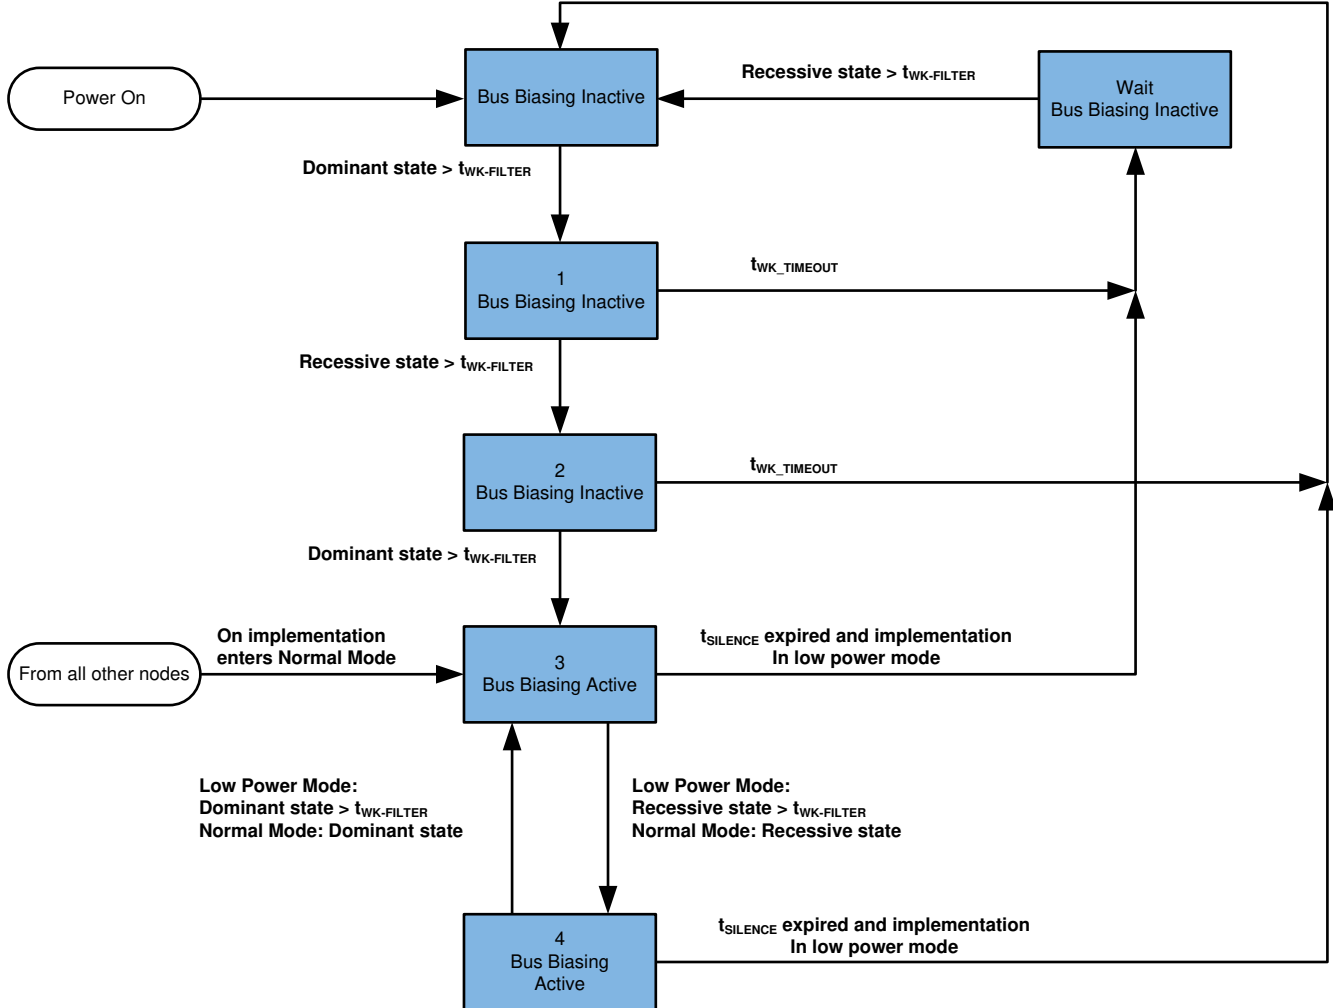 Power On
Bus Biasing Inactive
Recessive state > tWK-FILTER
Wait
Bus Biasing Inactive
Dominant state > tWK-FILTER
1
Bus Biasing Inactive
tWK_TIMEOUT
Recessive state > tWK-FILTER
2
Bus Biasing Inactive
tWK_TIMEOUT
Dominant state > tWK-FILTER
From all other nodes
On implementation
enters Normal Mode
3
Bus Biasing Active
tSILENCE expired and implementation
In low power mode
Low Power Mode:
Dominant state > tWK-FILTER
Normal Mode: Dominant state
Low Power Mode:
Recessive state > tWK-FILTER
Normal Mode: Recessive state
4
Bus Biasing
Active
tSILENCE expired and implementation
In low power mode